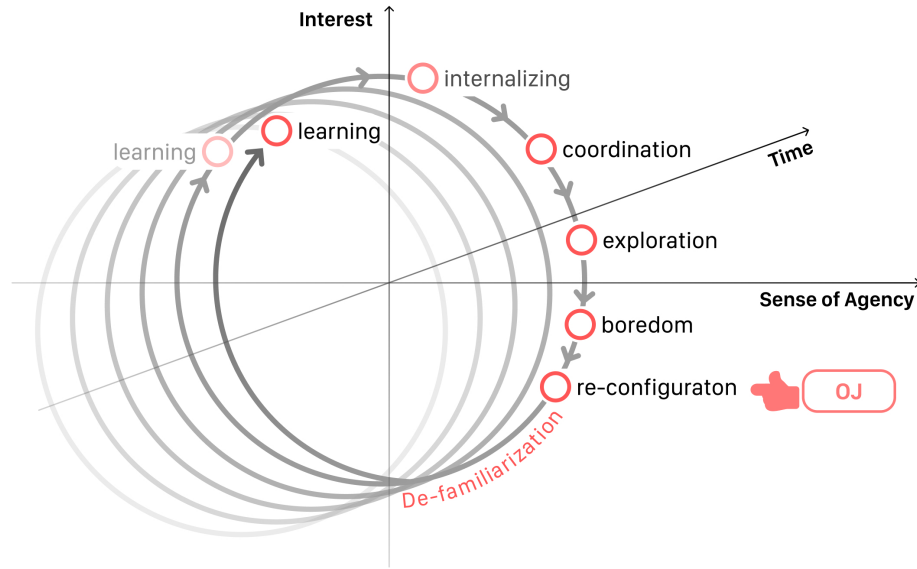 Interest
internalizing
learning
learning
coordination
Time
exploration
Sense of Agency
boredom
re-configuraton
OJ
De-familiarization